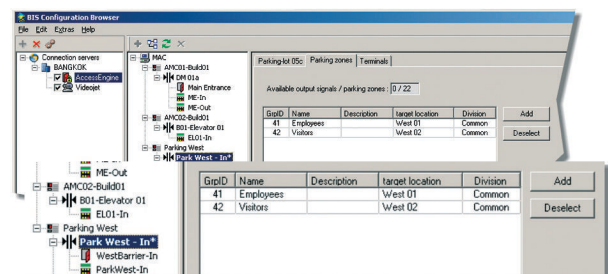 BIS Configuration Browser
File Edit Extras Help
Connection servers
BANGKOK
AccessEngine
Videojet
MAC
AMC01-Build01
DM 01a
Main Entrance
ME-In
ME-Out
AMC02-Build01
B01-Elevator 01
EL01-In
Parking West
Park West - In*
Parking-lot 05c Parking zones Terminals
Available output signals / parking zones : 0 / 22
GrpID Name Description target location Division
41 Employees West 01 Common
42 Visitors West 02 Common
Add
Deselect
ME-Out
AMC02-Build01
B01-Elevator 01
EL01-In
Parking West
Park West - In*
WestBarrier-In
ParkWest-In
GrpID Name Description target location Division
41 Employees West 01 Common
42 Visitors West 02 Common
Add
Deselect